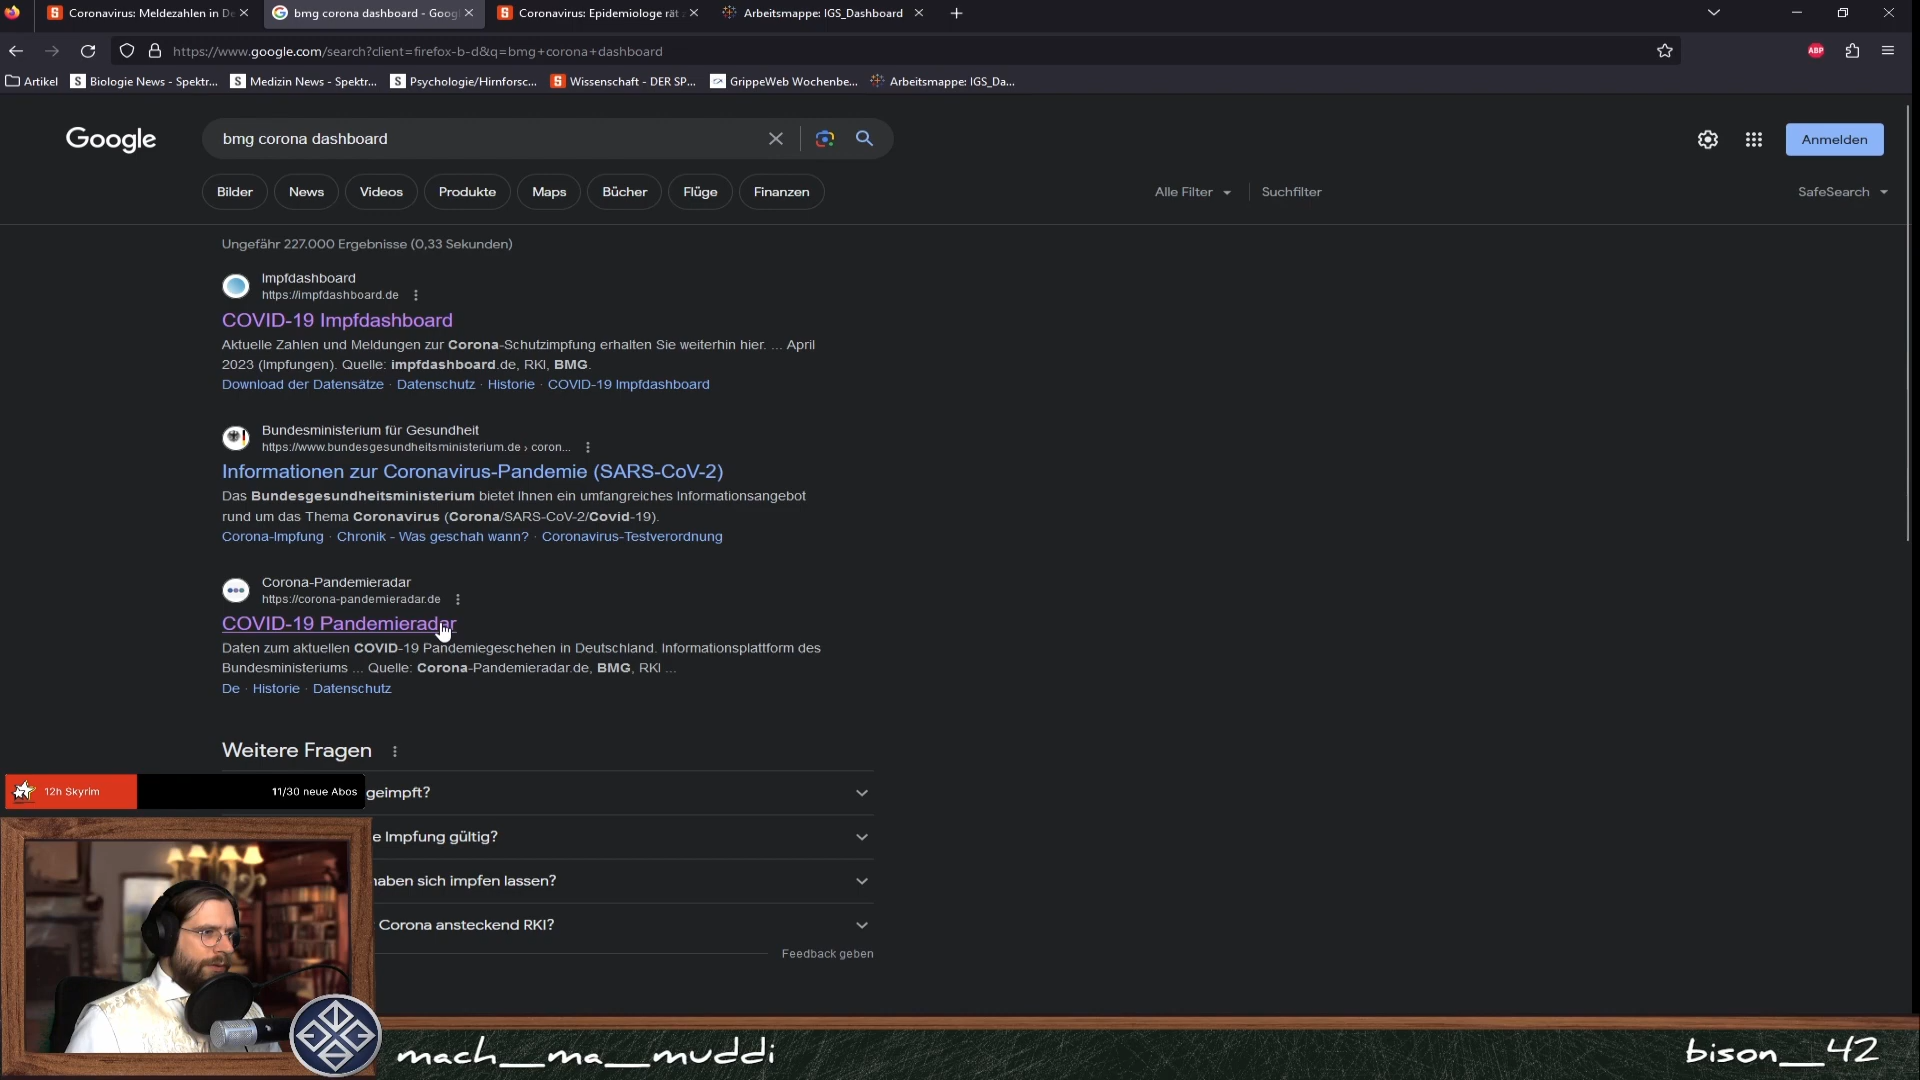 Coronavirus: Meldezahlen in De
bmg corona dashboard - Googl
Coronavirus: Epidemiologe rät
Arbeitsmappe: IGS_Dashboard
https://www.google.com/search?client=firefox-b-d&q=bmg+corona+dashboard
ABP
Artikel
Biologie News - Spektr...
Medizin News - Spektr...
Psychologie/Hirnforsc...
Wissenschaft - DER SP...
GrippeWeb Wochenbe...
Arbeitsmappe: IGS_Da...
Google
bmg corona dashboard
Anmelden
Bilder
News
Videos
Produkte
Maps
Bücher
Flüge
Finanzen
Alle Filter
Suchfilter
SafeSearch
Ungefähr 227.000 Ergebnisse (0,33 Sekunden)
Impfdashboard
https://impfdashboard.de
COVID-19 Impfdashboard
Aktuelle Zahlen und Meldungen zur Corona-Schutzimpfung erhalten Sie weiterhin hier. ... April
2023 (Impfungen). Quelle: impfdashboard.de, RKI, BMG.
Download der Datensätze · Datenschutz · Historie · COVID-19 Impfdashboard
Bundesministerium für Gesundheit
https://www.bundesgesundheitsministerium.de › coron...
Informationen zur Coronavirus-Pandemie (SARS-CoV-2)
Das Bundesgesundheitsministerium bietet Ihnen ein umfangreiches Informationsangebot
rund um das Thema Coronavirus (Corona/SARS-CoV-2/Covid-19).
Corona-Impfung · Chronik - Was geschah wann? · Coronavirus-Testverordnung
Corona-Pandemieradar
https://corona-pandemieradar.de
COVID-19 Pandemieradar
Daten zum aktuellen COVID-19 Pandemiegeschehen in Deutschland. Informationsplattform des
Bundesministeriums ... Quelle: Corona-Pandemieradar.de, BMG, RKI ...
De · Historie · Datenschutz
Weitere Fragen
12h Skyrim
11/30 neue Abos
geimpft?
e Impfung gültig?
haben sich impfen lassen?
Corona ansteckend RKI?
Feedback geben
mach__ma__muddi
bison__42